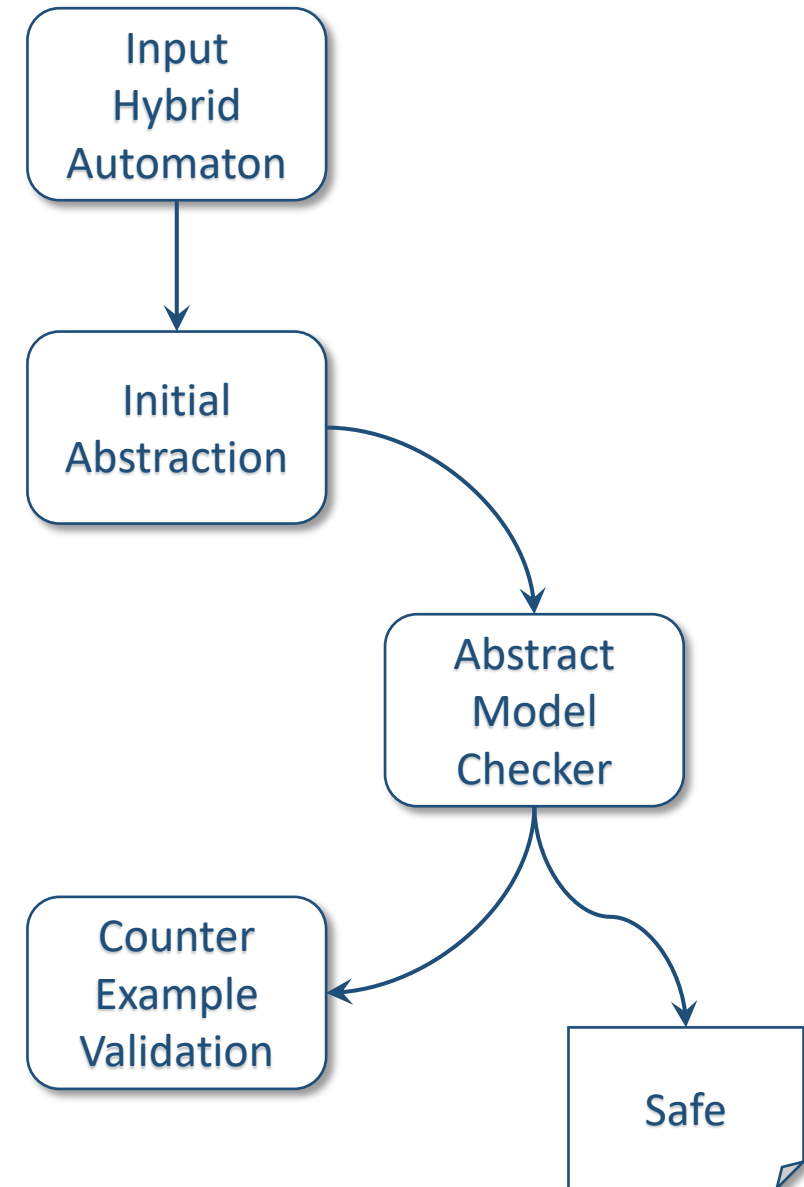 Input
Hybrid
Automaton
Initial
Abstraction
Abstract
Model
Checker
Counter
Example
Validation
Safe